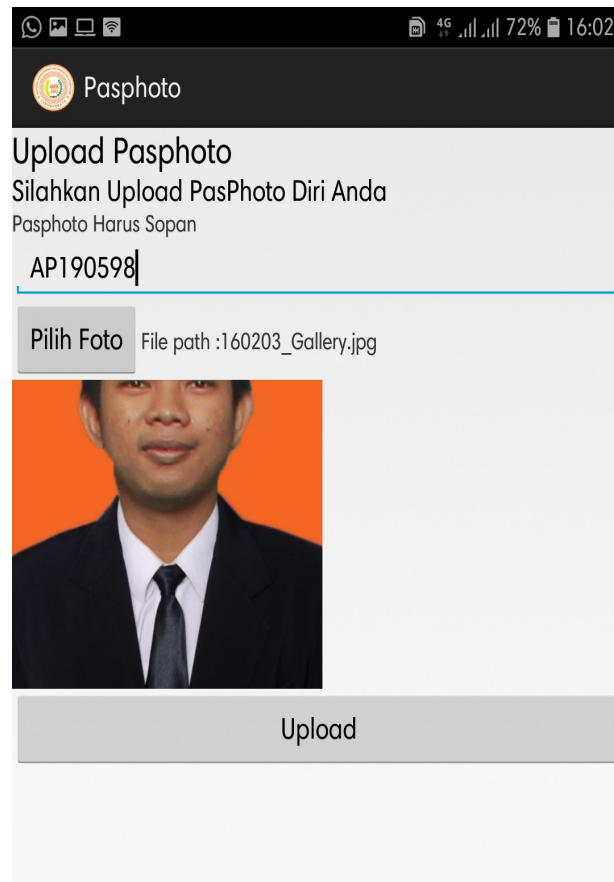 4G 72% 16:02
Pasphoto
Upload Pasphoto
Silahkan Upload PasPhoto Diri Anda
Pasphoto Harus Sopan
AP190598
Pilih Foto File path :160203_Gallery.jpg
Upload